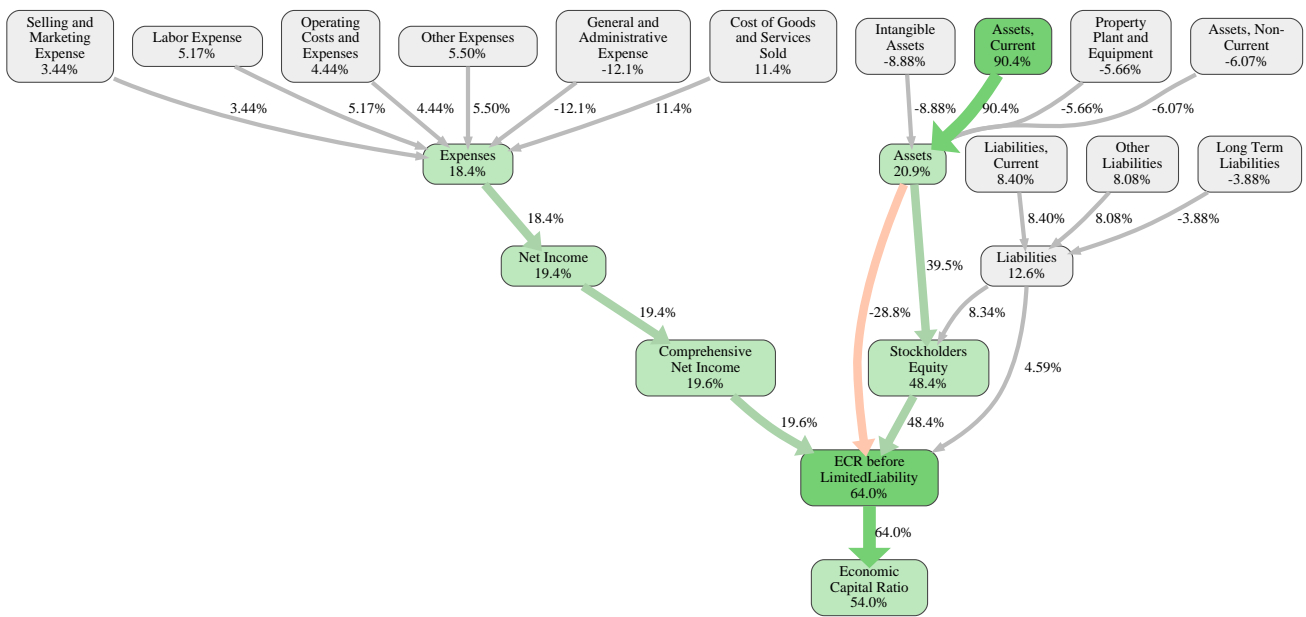 Selling and
Marketing
Expense
3.44%
Labor Expense
5.17%
Operating
Costs and
Expenses
4.44%
Other Expenses
5.50%
General and
Administrative
Expense
-12.1%
Cost of Goods
and Services
Sold
11.4%
Intangible
Assets
-8.88%
Assets,
Current
90.4%
Property
Plant and
Equipment
-5.66%
Assets, Non-
Current
-6.07%
3.44%
5.17%
4.44%
5.50%
-12.1%
11.4%
-8.88%
90.4%
-5.66%
-6.07%
Expenses
18.4%
Assets
20.9%
Liabilities,
Current
8.40%
Other
Liabilities
8.08%
Long Term
Liabilities
-3.88%
18.4%
8.40%
8.08%
-3.88%
Net Income
19.4%
39.5%
Liabilities
12.6%
19.4%
-28.8%
8.34%
Comprehensive
Net Income
19.6%
Stockholders
Equity
48.4%
4.59%
19.6%
48.4%
ECR before
LimitedLiability
64.0%
64.0%
Economic
Capital Ratio
54.0%